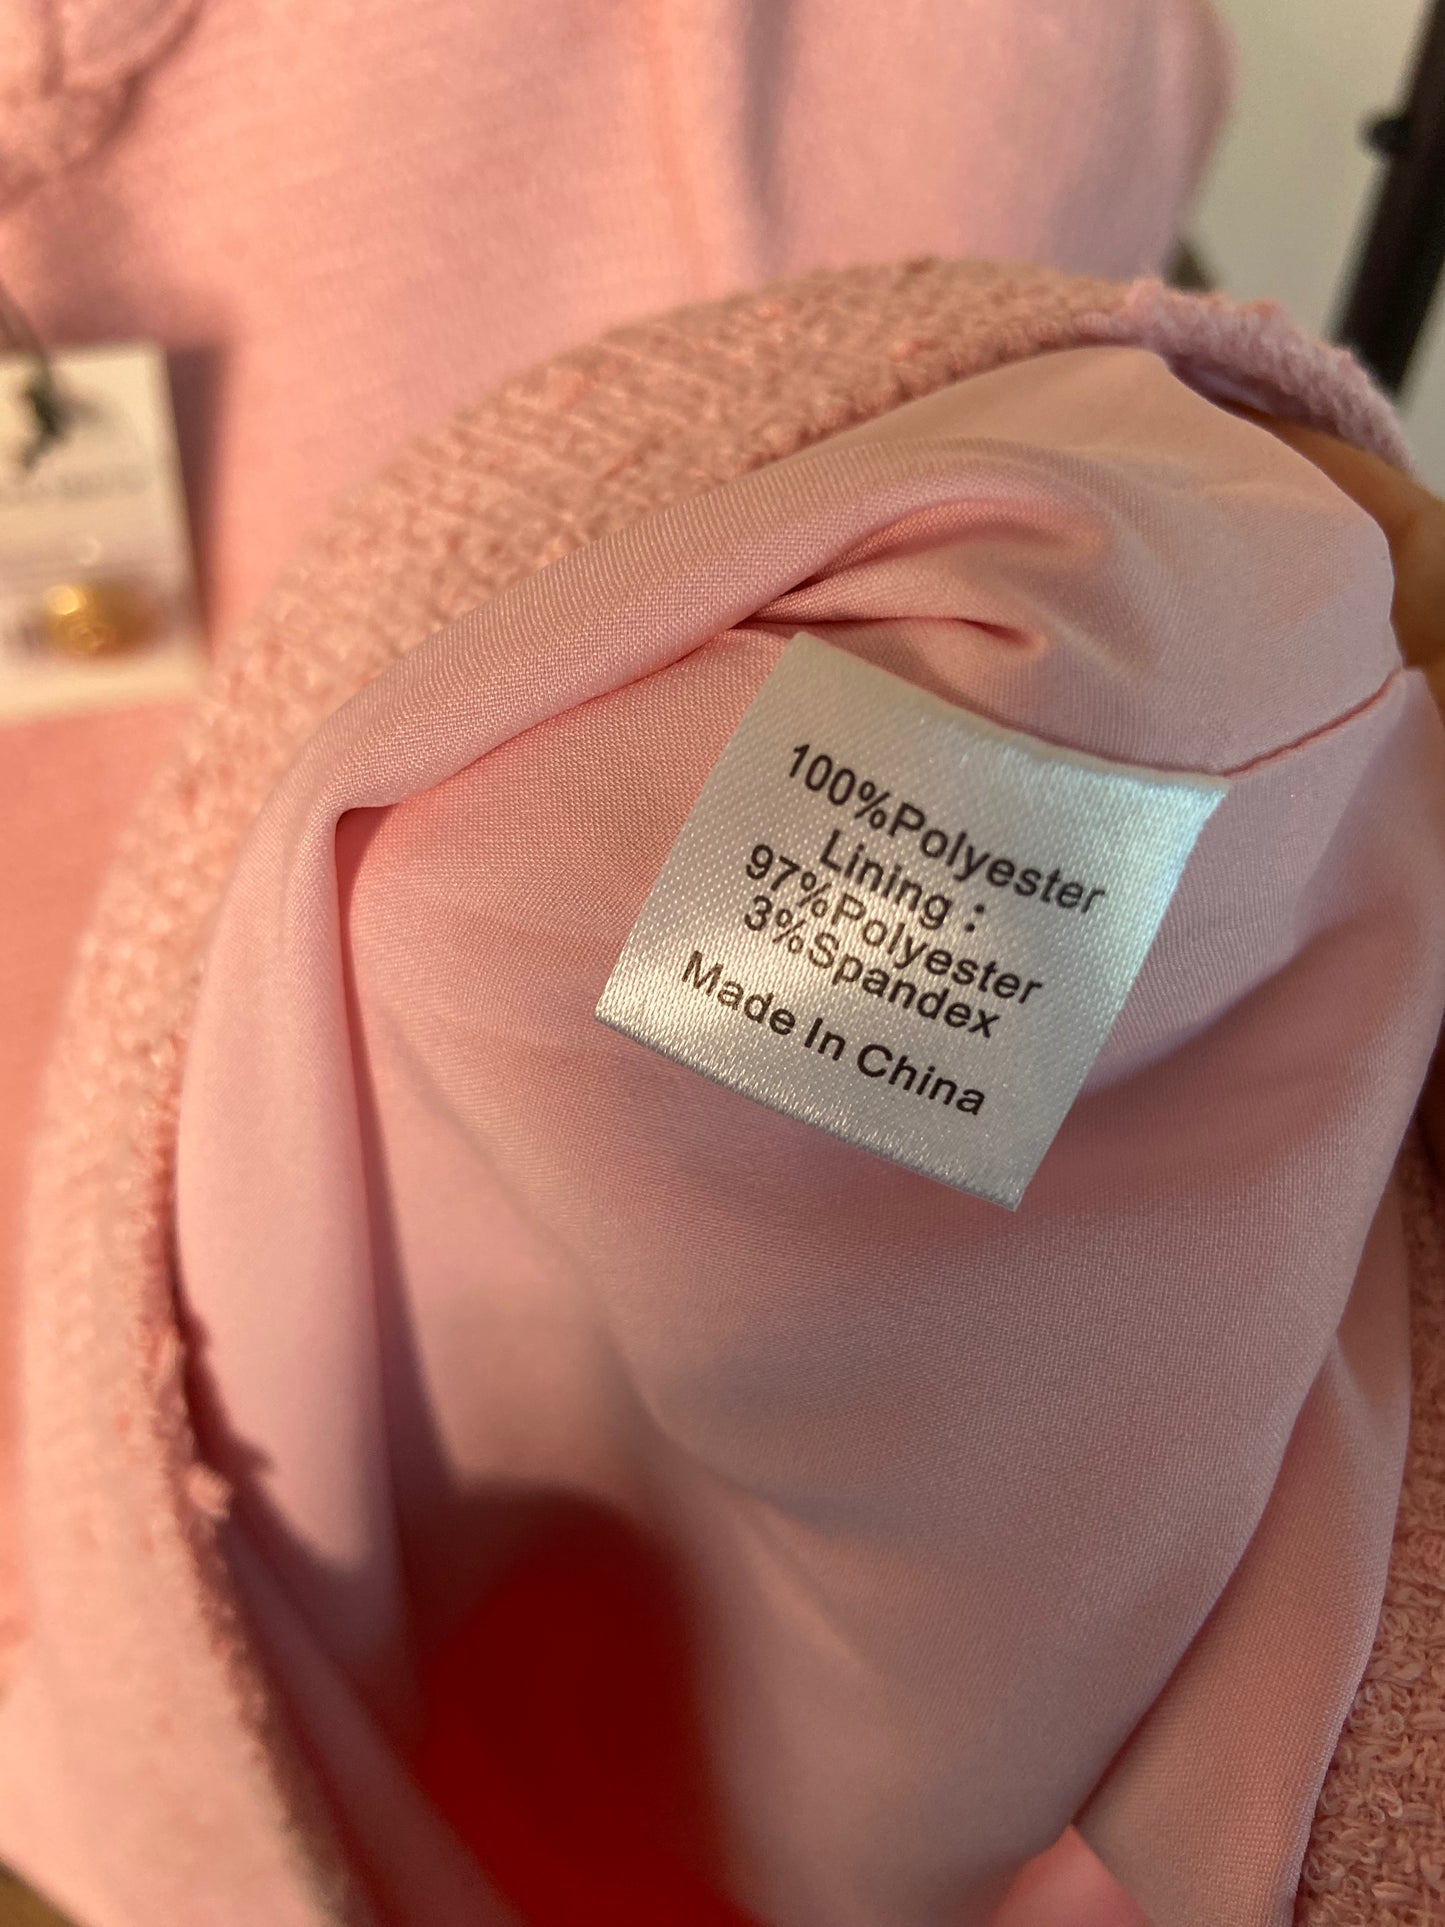 100%Polyester
Lining :
97%Polyester
3%Spandex
Made In China